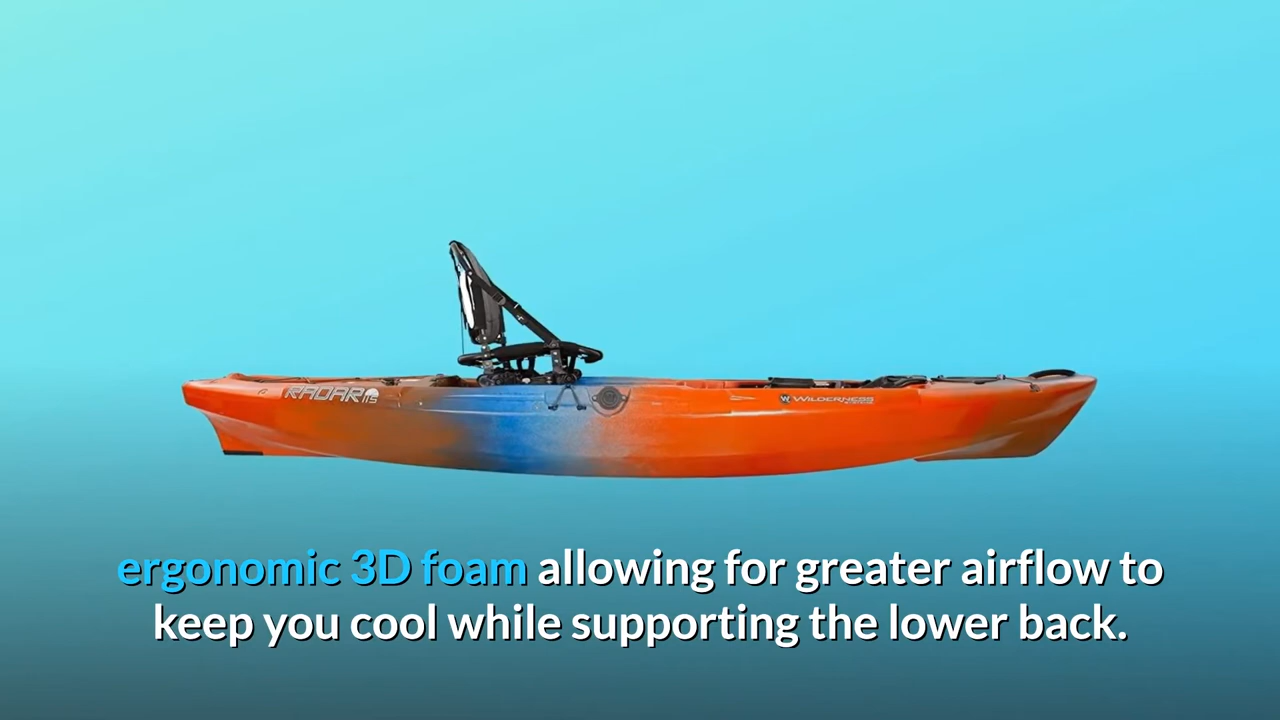 RADAR 115
WILDERNESS
ergonomic 3D foam allowing for greater airflow to
keep you cool while supporting the lower back.